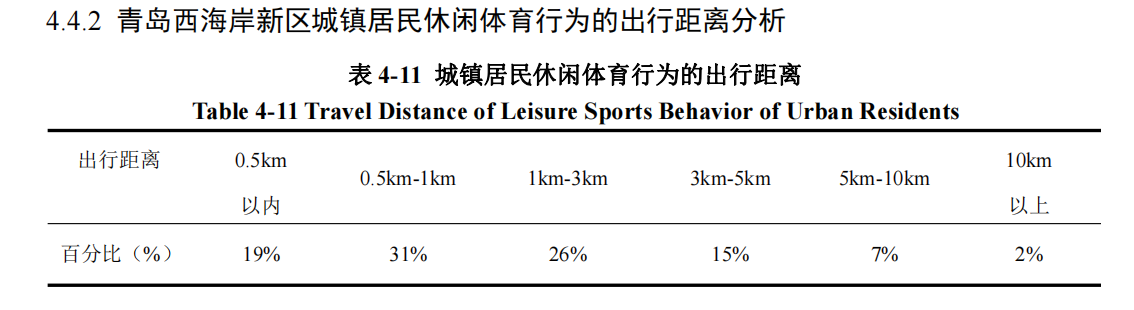 4.4.2 青岛西海岸新区城镇居民休闲体育行为的出行距离分析
表 4-11 城镇居民休闲体育行为的出行距离
Table 4-11 Travel Distance of Leisure Sports Behavior of Urban Residents
出行距离 0.5km 以内 0.5km-1km 1km-3km 3km-5km 5km-10km 10km 以上
百分比（%） 19% 31% 26% 15% 7% 2%